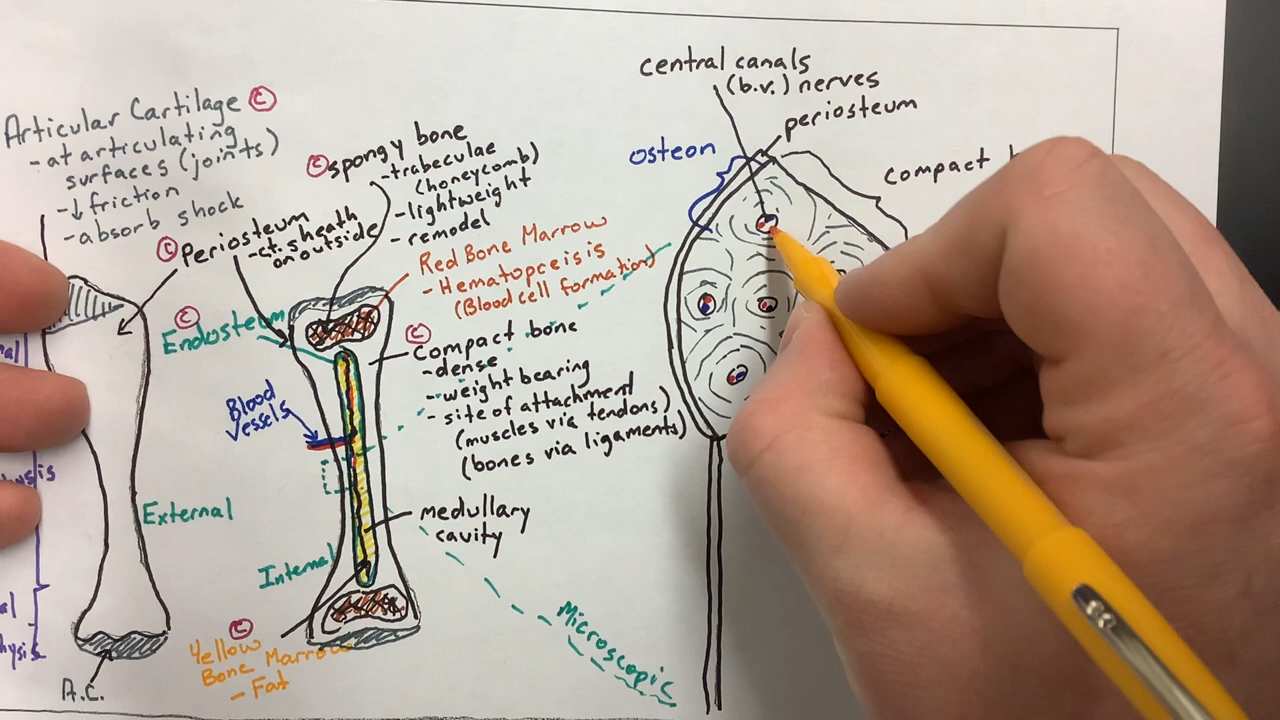 Articular Cartilage ©
- at articulating
surfaces (joints)
- ↓ friction
- absorb shock
© Periosteum
- c.t. sheath
on outside
© spongy bone
- trabeculae
(honeycomb)
- lightweight
- remodel
Red Bone Marrow
- Hematopoeisis
(Blood cell formation)
©
Endosteum
©
Compact bone
- dense
- weight bearing
- site of attachment
(muscles via tendons)
(bones via ligaments)
Blood
Vessels
External
medullary
cavity
Internal
©
Yellow
Bone Marrow
- Fat
A.C.
Microscopic
central canals
(b.v.) nerves
periosteum
osteon
compact